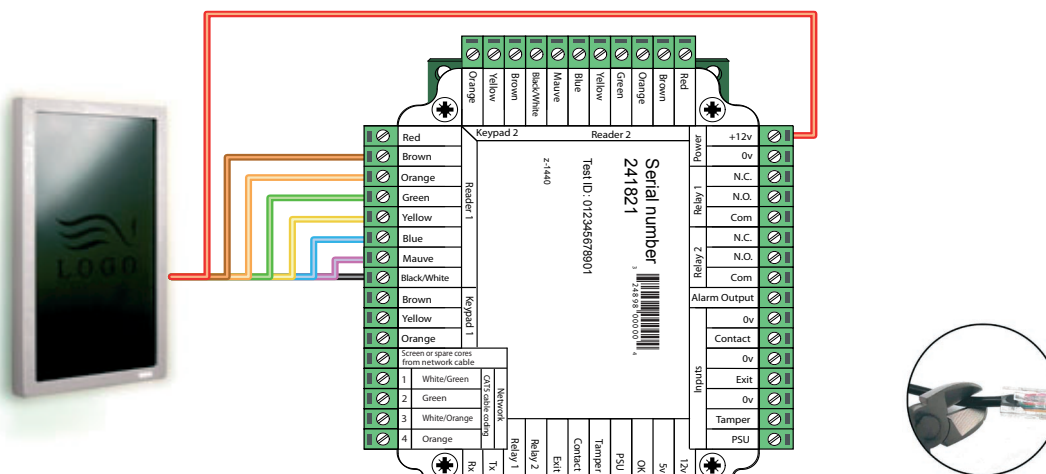 LOGO
Orange
Yellow
Brown
Black/White
Mauve
Blue
Yellow
Green
Orange
Brown
Red
Keypad 2
Reader 2
Red
Brown
Orange
Green
Yellow
Blue
Mauve
Black/White
Reader 1
Brown
Yellow
Orange
Keypad 1
Screen or spare cores
from network cable
1 White/Green
2 Green
3 White/Orange
4 Orange
CAT5 cable coding
Network
Serial number
241821
Test ID: 012345678901
z-1440
3 24898 00000 4
Power
+12v
0v
Relay 1
N.C.
N.O.
Com
Relay 2
N.C.
N.O.
Com
Alarm Output
Inputs
0v
Contact
0v
Exit
0v
Tamper
PSU
Rx
Tx
Relay 1
Relay 2
Exit
Contact
Tamper
PSU
OK
5v
12v